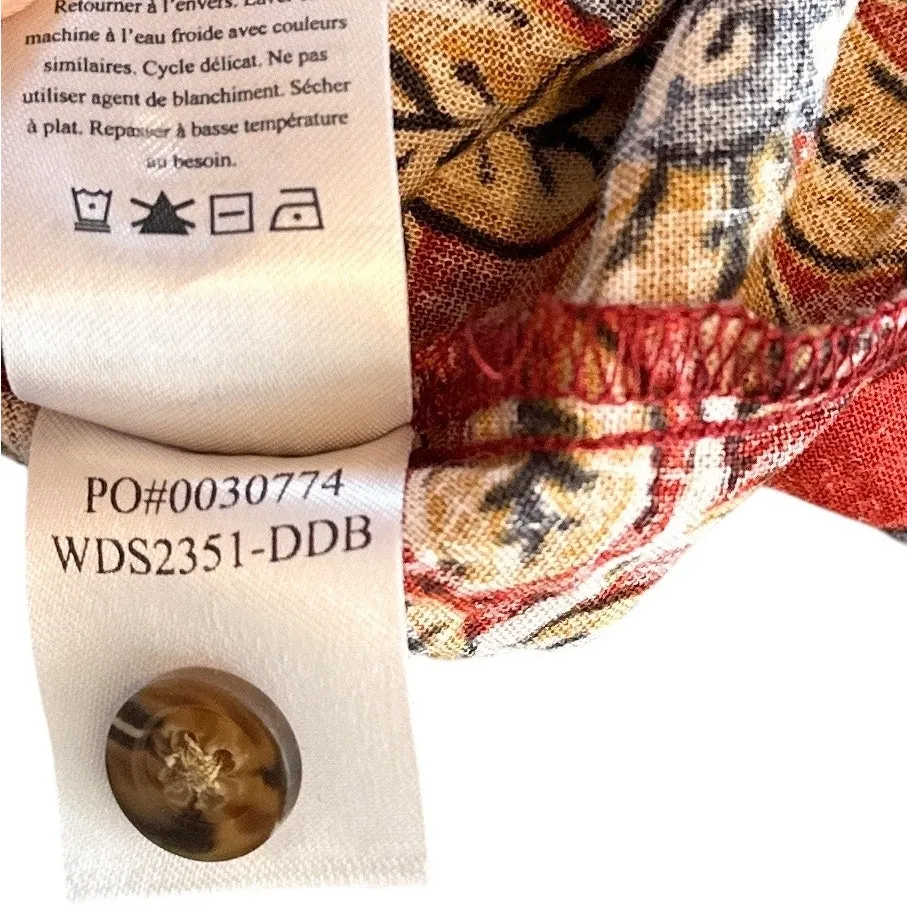 Retourner à l'envers. Laver à
machine à l'eau froide avec couleurs
similaires. Cycle délicat. Ne pas
utiliser agent de blanchiment. Sécher
à plat. Repasser à basse température
au besoin.
PO#0030774
WDS2351-DDB